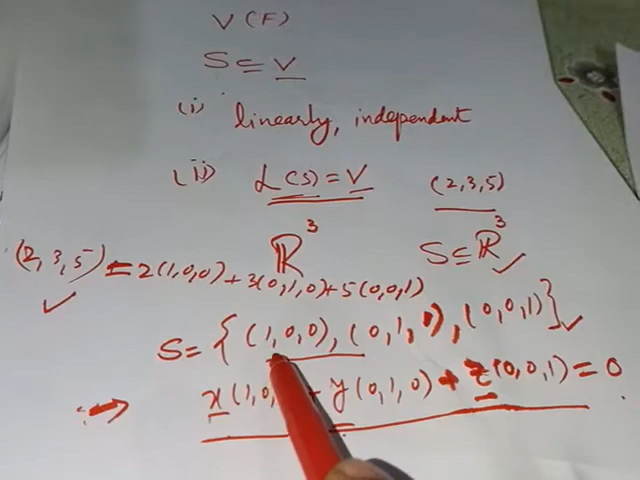 V(F)
S ⊆ V
(i) linearly, independent
(ii) L(S) = V (2,3,5)
ℝ³ S⊆ℝ³ ✓
(2,3,5) = 2(1,0,0) + 3(0,1,0) + 5(0,0,1)
✓
S = { (1,0,0), (0,1,0), (0,0,1) } ✓
⇒ x(1,0, + y(0,1,0) + z(0,0,1) = 0